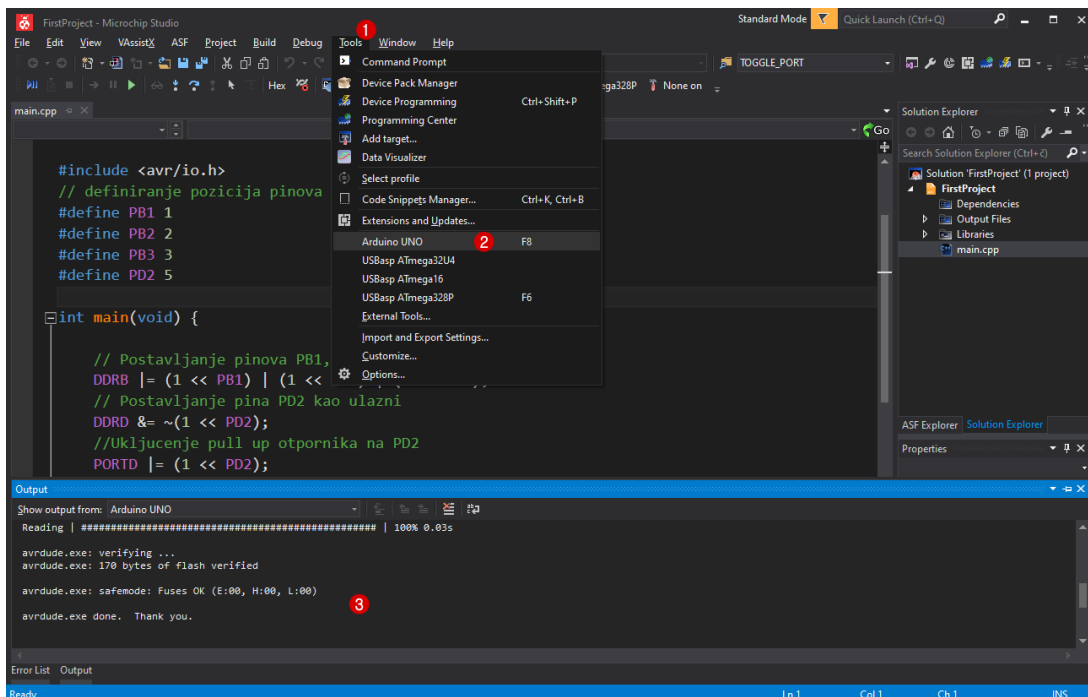 FirstProject - Microchip Studio
Standard Mode
Quick Launch (Ctrl+Q)
1
File Edit View VAssistX ASF Project Build Debug Tools Window Help
TOGGLE_PORT
Hex
ega328P
None on
Command Prompt
Device Pack Manager
Device Programming Ctrl+Shift+P
Programming Center
Add target...
Data Visualizer
Select profile
Code Snippets Manager... Ctrl+K, Ctrl+B
Extensions and Updates...
Arduino UNO 2 F8
USBasp ATmega32U4
USBasp ATmega16
USBasp ATmega328P F6
External Tools...
Import and Export Settings...
Customize...
Options...
main.cpp
Go
#include <avr/io.h>
// definiranje pozicija pinova
#define PB1 1
#define PB2 2
#define PB3 3
#define PD2 5
int main(void) {
// Postavljanje pinova PB1,
DDRB |= (1 << PB1) | (1 <<
// Postavljanje pina PD2 kao ulazni
DDRD &= ~(1 << PD2);
//Ukljucenje pull up otpornika na PD2
PORTD |= (1 << PD2);
Solution Explorer
Search Solution Explorer (Ctrl+č)
Solution 'FirstProject' (1 project)
FirstProject
Dependencies
Output Files
Libraries
main.cpp
ASF Explorer Solution Explorer
Properties
Output
Show output from: Arduino UNO
Reading | ################################################## | 100% 0.03s
avrdude.exe: verifying ...
avrdude.exe: 170 bytes of flash verified
avrdude.exe: safemode: Fuses OK (E:00, H:00, L:00)
3
avrdude.exe done. Thank you.
Error List Output
Ready Ln 1 Col 1 Ch 1 INS